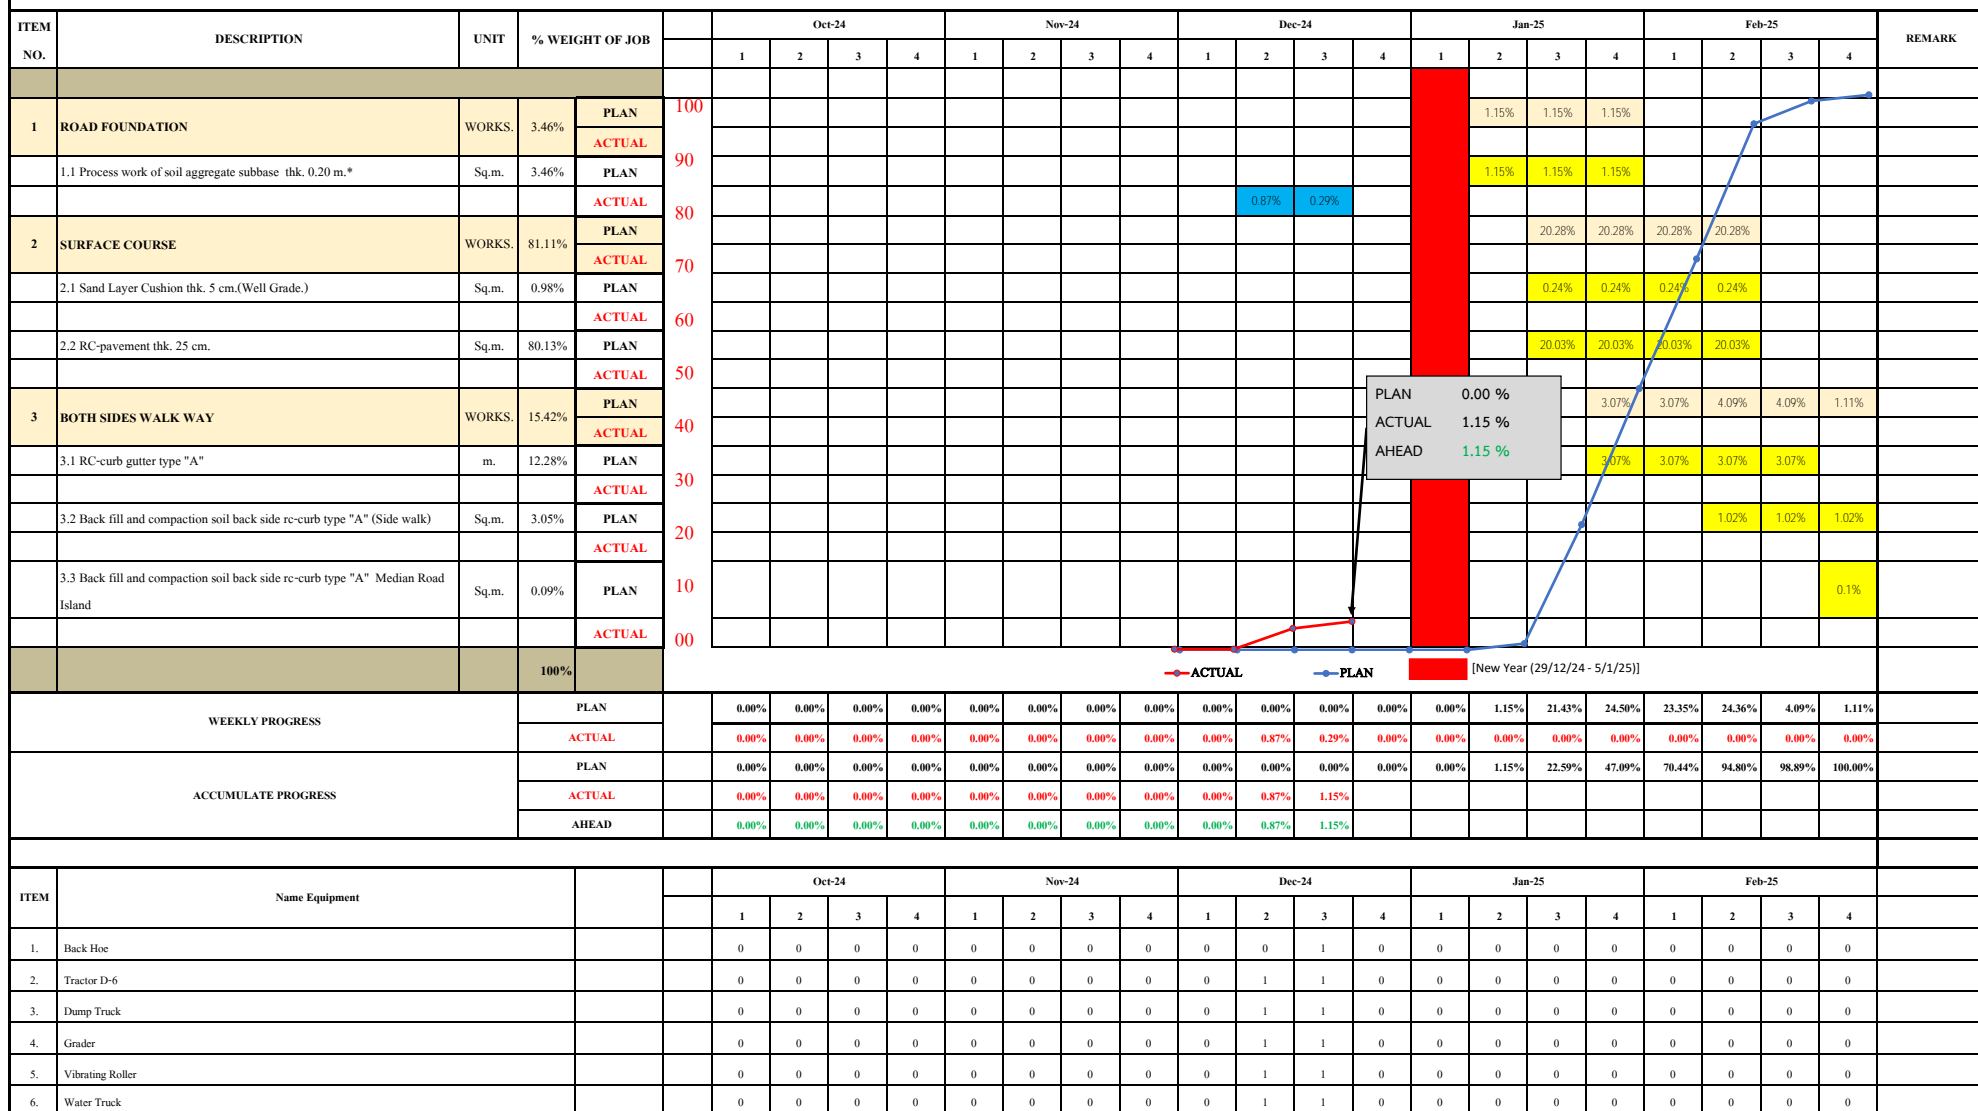 ITEM NO. DESCRIPTION UNIT % WEIGHT OF JOB Oct-24 Nov-24 Dec-24 Jan-25 Feb-25 REMARK
1 2 3 4 1 2 3 4 1 2 3 4 1 2 3 4 1 2 3 4
1 ROAD FOUNDATION WORKS. 3.46% PLAN 100 1.15% 1.15% 1.15%
ACTUAL
1.1 Process work of soil aggregate subbase thk. 0.20 m.* Sq.m. 3.46% PLAN 90 1.15% 1.15% 1.15%
ACTUAL 80 0.87% 0.29%
2 SURFACE COURSE WORKS. 81.11% PLAN 20.28% 20.28% 20.28% 20.28%
ACTUAL 70
2.1 Sand Layer Cushion thk. 5 cm.(Well Grade.) Sq.m. 0.98% PLAN 0.24% 0.24% 0.24% 0.24%
ACTUAL 60
2.2 RC-pavement thk. 25 cm. Sq.m. 80.13% PLAN 20.03% 20.03% 20.03% 20.03%
ACTUAL 50
3 BOTH SIDES WALK WAY WORKS. 15.42% PLAN 3.07% 3.07% 4.09% 4.09% 1.11%
ACTUAL 40
PLAN 0.00 %
ACTUAL 1.15 %
AHEAD 1.15 %
3.1 RC-curb gutter type "A" m. 12.28% PLAN 3.07% 3.07% 3.07% 3.07%
ACTUAL 30
3.2 Back fill and compaction soil back side rc-curb type "A" (Side walk) Sq.m. 3.05% PLAN 20 1.02% 1.02% 1.02%
ACTUAL
3.3 Back fill and compaction soil back side rc-curb type "A" Median Road
Island Sq.m. 0.09% PLAN 10 0.1%
ACTUAL 00
100% ACTUAL PLAN [New Year (29/12/24 - 5/1/25)]
WEEKLY PROGRESS PLAN 0.00% 0.00% 0.00% 0.00% 0.00% 0.00% 0.00% 0.00% 0.00% 0.00% 0.00% 0.00% 0.00% 1.15% 21.43% 24.50% 23.35% 24.36% 4.09% 1.11%
ACTUAL 0.00% 0.00% 0.00% 0.00% 0.00% 0.00% 0.00% 0.00% 0.00% 0.87% 0.29% 0.00% 0.00% 0.00% 0.00% 0.00% 0.00% 0.00% 0.00% 0.00%
ACCUMULATE PROGRESS PLAN 0.00% 0.00% 0.00% 0.00% 0.00% 0.00% 0.00% 0.00% 0.00% 0.00% 0.00% 0.00% 0.00% 1.15% 22.59% 47.09% 70.44% 94.80% 98.89% 100.00%
ACTUAL 0.00% 0.00% 0.00% 0.00% 0.00% 0.00% 0.00% 0.00% 0.00% 0.87% 1.15%
AHEAD 0.00% 0.00% 0.00% 0.00% 0.00% 0.00% 0.00% 0.00% 0.00% 0.87% 1.15%
ITEM Name Equipment Oct-24 Nov-24 Dec-24 Jan-25 Feb-25
1 2 3 4 1 2 3 4 1 2 3 4 1 2 3 4 1 2 3 4
1. Back Hoe 0 0 0 0 0 0 0 0 0 0 1 0 0 0 0 0 0 0 0 0
2. Tractor D-6 0 0 0 0 0 0 0 0 0 1 1 0 0 0 0 0 0 0 0 0
3. Dump Truck 0 0 0 0 0 0 0 0 0 1 1 0 0 0 0 0 0 0 0 0
4. Grader 0 0 0 0 0 0 0 0 0 1 1 0 0 0 0 0 0 0 0 0
5. Vibrating Roller 0 0 0 0 0 0 0 0 0 1 1 0 0 0 0 0 0 0 0 0
6. Water Truck 0 0 0 0 0 0 0 0 0 1 1 0 0 0 0 0 0 0 0 0